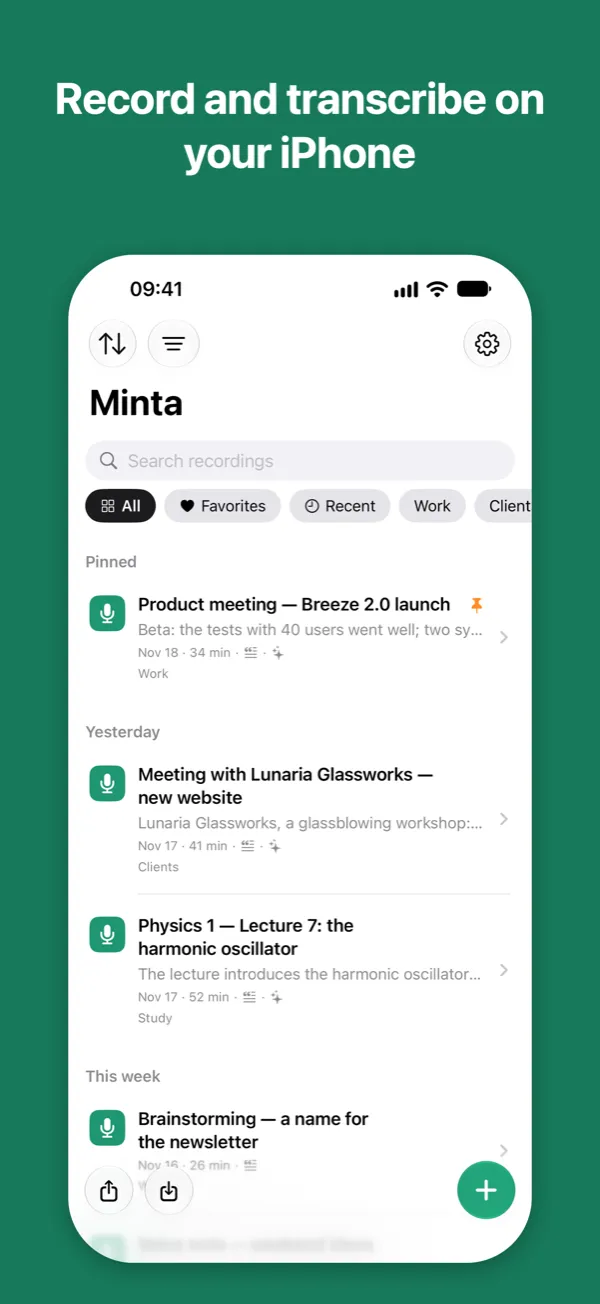 Record and transcribe on
your iPhone
09:41
Minta
Search recordings
All
Favorites
Recent
Work
Client
Pinned
Product meeting — Breeze 2.0 launch
Beta: the tests with 40 users went well; two sy...
Nov 18 · 34 min · ·
Work
Yesterday
Meeting with Lunaria Glassworks —
new website
Lunaria Glassworks, a glassblowing workshop:...
Nov 17 · 41 min · ·
Clients
Physics 1 — Lecture 7: the
harmonic oscillator
The lecture introduces the harmonic oscillator...
Nov 17 · 52 min · ·
Study
This week
Brainstorming — a name for
the newsletter
Nov 16 · 26 min ·